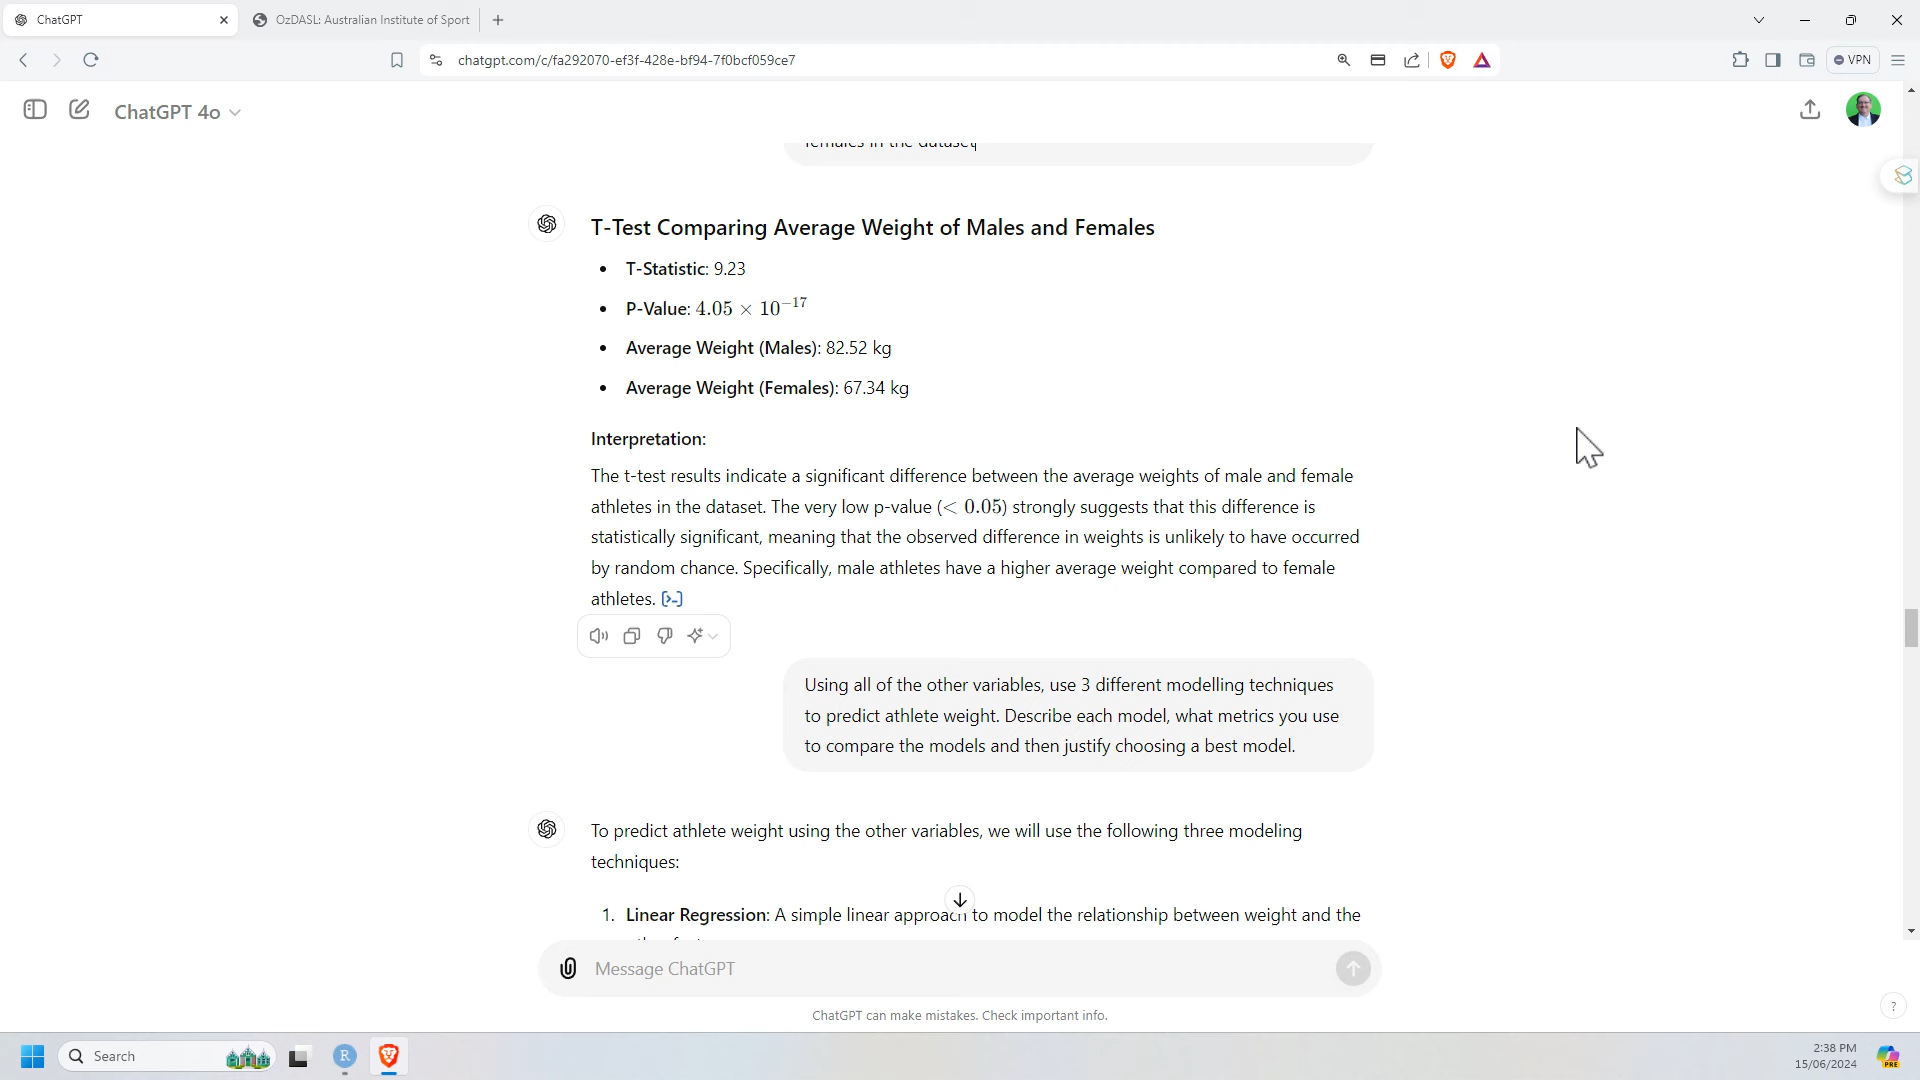 ChatGPT
OzDASL: Australian Institute of Sport
chatgpt.com/c/fa292070-ef3f-428e-bf94-7f0bcf059ce7
VPN
ChatGPT 4o
females in the dataset
T-Test Comparing Average Weight of Males and Females
• T-Statistic: 9.23
• P-Value: 4.05 × 10⁻¹⁷
• Average Weight (Males): 82.52 kg
• Average Weight (Females): 67.34 kg
Interpretation:
The t-test results indicate a significant difference between the average weights of male and female
athletes in the dataset. The very low p-value (< 0.05) strongly suggests that this difference is
statistically significant, meaning that the observed difference in weights is unlikely to have occurred
by random chance. Specifically, male athletes have a higher average weight compared to female
athletes. [>-]
Using all of the other variables, use 3 different modelling techniques
to predict athlete weight. Describe each model, what metrics you use
to compare the models and then justify choosing a best model.
To predict athlete weight using the other variables, we will use the following three modeling
techniques:
1. Linear Regression: A simple linear approach to model the relationship between weight and the
Message ChatGPT
ChatGPT can make mistakes. Check important info.
?
Search
R
PRE
2:38 PM
15/06/2024